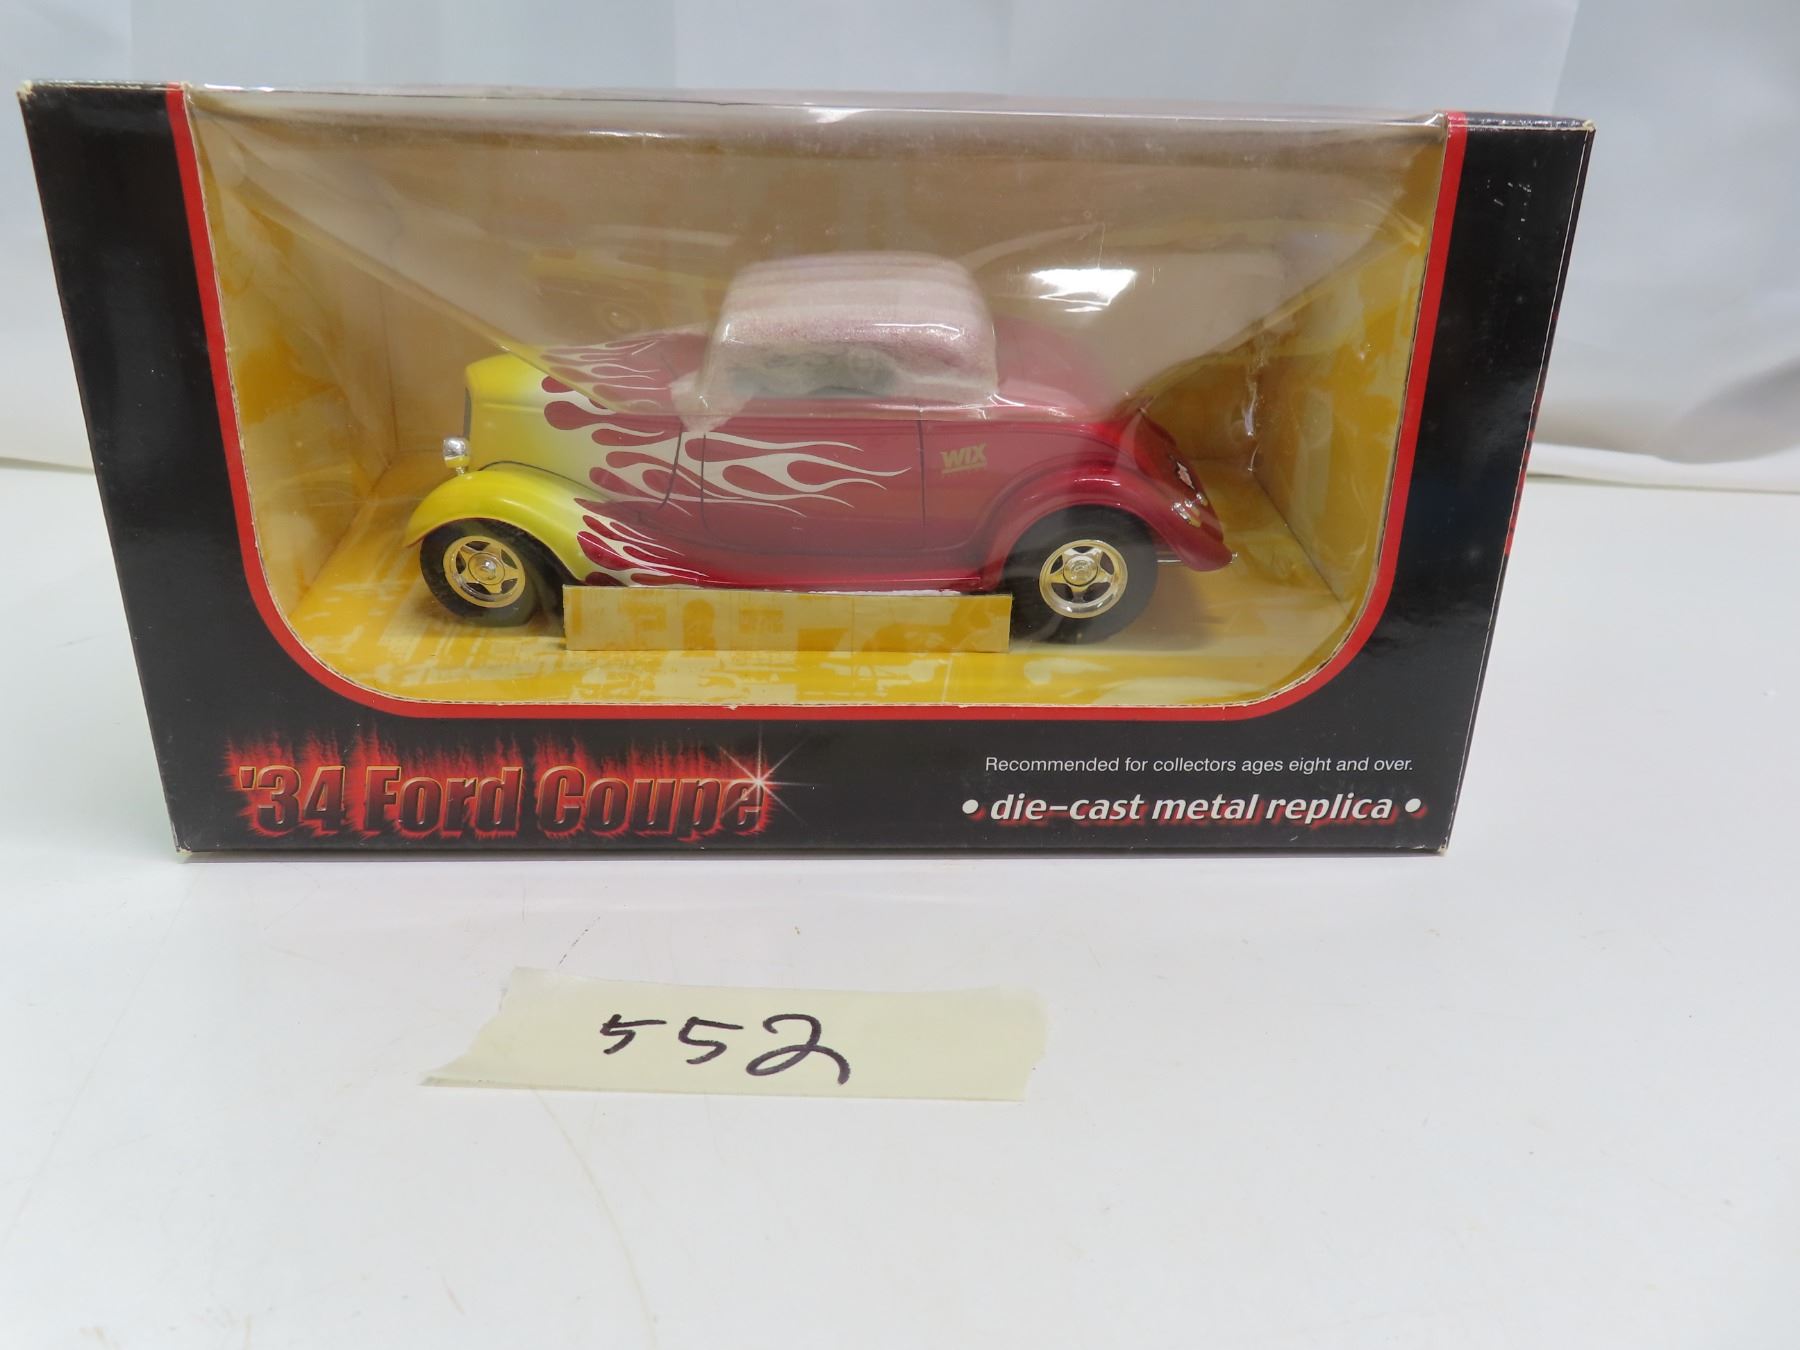 WIX
'34 Ford Coupe
Recommended for collectors ages eight and over.
• die-cast metal replica •
552